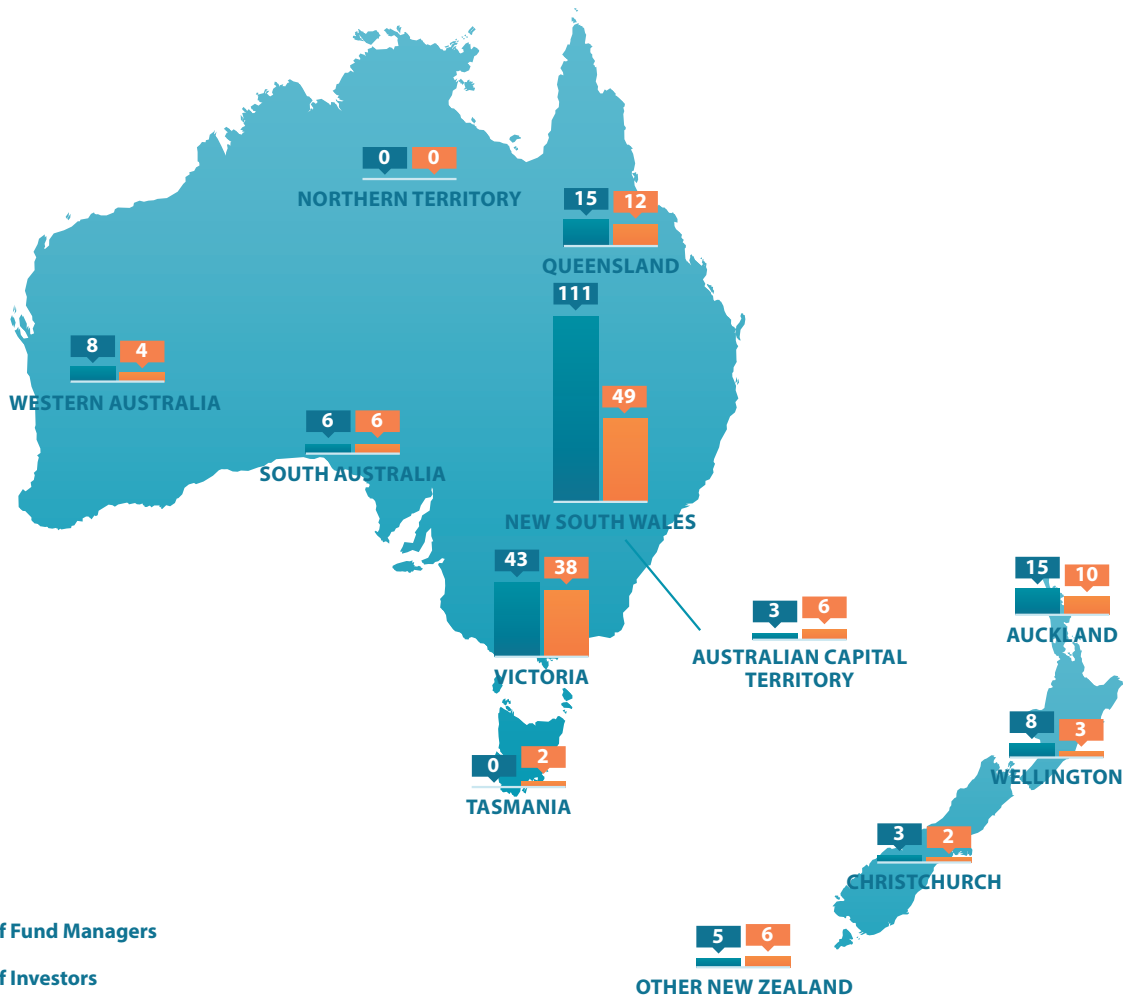 0 0
NORTHERN TERRITORY
15 12
QUEENSLAND
111
49
NEW SOUTH WALES
8 4
WESTERN AUSTRALIA
6 6
SOUTH AUSTRALIA
43 38
VICTORIA
3 6
AUSTRALIAN CAPITAL
TERRITORY
0 2
TASMANIA
15 10
AUCKLAND
8 3
WELLINGTON
3 2
CHRISTCHURCH
5 6
OTHER NEW ZEALAND
f Fund Managers
f Investors